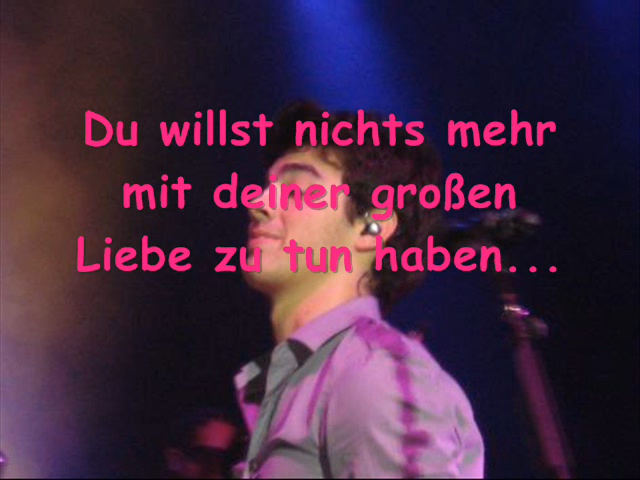 Du willst nichts mehr
mit deiner großen
Liebe zu tun haben...